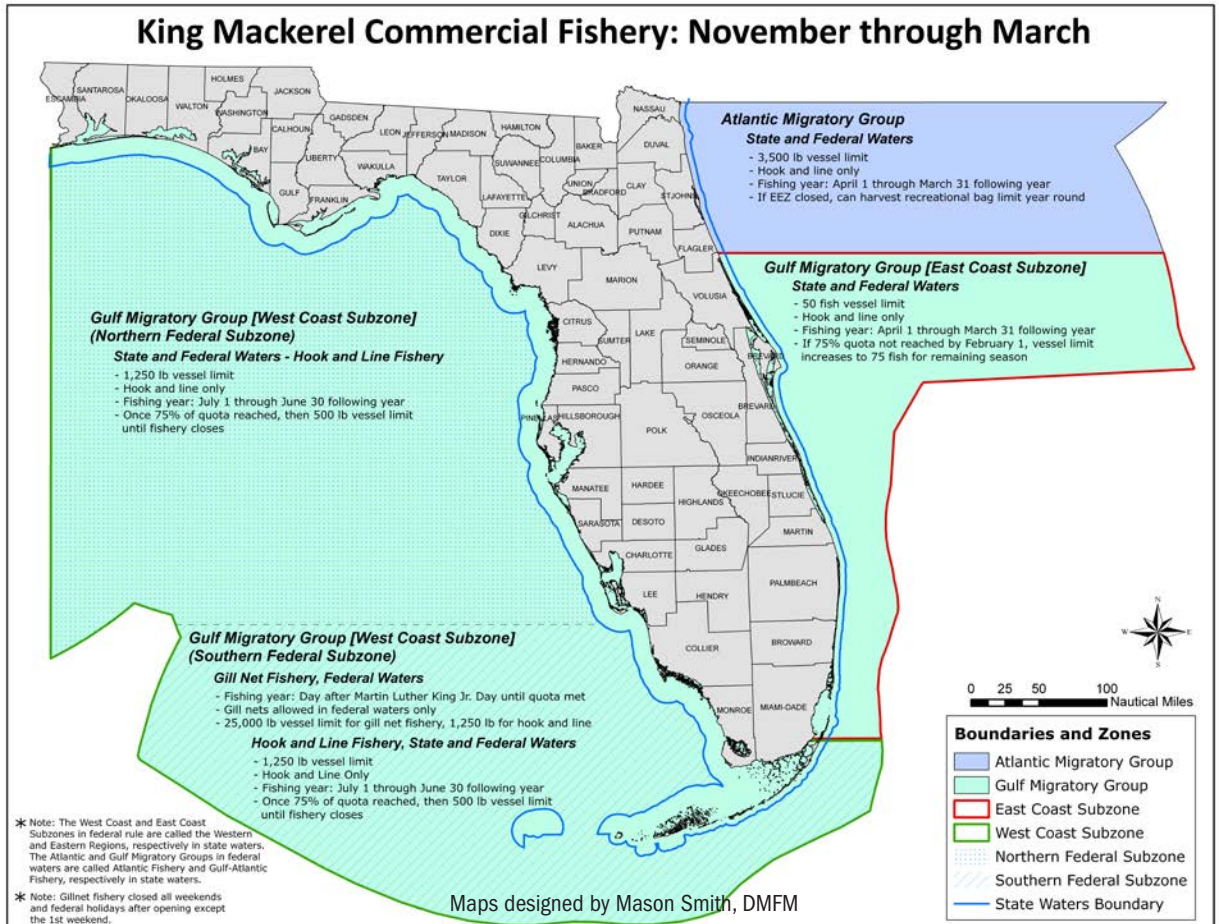 King Mackerel Commercial Fishery: November through March
HOLMES
JACKSON
SANTAROSA
ESCAMBIA
OKALOOSA
WALTON
WASHINGTON
GADSDEN
CALHOUN
LEON
JEFFERSON
MADISON
HAMILTON
NASSAU
BAY
LIBERTY
WAKULLA
SUWANNEE
COLUMBIA
BAKER
DUVAL
GULF
FRANKLIN
TAYLOR
LAFAYETTE
UNION
BRADFORD
CLAY
STJOHNS
GILCHRIST
DIXIE
ALACHUA
PUTNAM
FLAGLER
LEVY
MARION
VOLUSIA
CITRUS
SUMTER
LAKE
SEMINOLE
HERNANDO
ORANGE
BREVARD
PASCO
BREVARD
PINELLAS
HILLSBOROUGH
OSCEOLA
POLK
INDIANRIVER
MANATEE
HARDEE
OKEECHOBEE
STLUCIE
HIGHLANDS
SARASOTA
DESOTO
MARTIN
CHARLOTTE
GLADES
LEE
HENDRY
PALMBEACH
COLLIER
BROWARD
MONROE
MIAMI-DADE
Atlantic Migratory Group
State and Federal Waters
- 3,500 lb vessel limit
- Hook and line only
- Fishing year: April 1 through March 31 following year
- If EEZ closed, can harvest recreational bag limit year round
Gulf Migratory Group [East Coast Subzone]
State and Federal Waters
- 50 fish vessel limit
- Hook and line only
- Fishing year: April 1 through March 31 following year
- If 75% quota not reached by February 1, vessel limit
increases to 75 fish for remaining season
Gulf Migratory Group [West Coast Subzone]
(Northern Federal Subzone)
State and Federal Waters - Hook and Line Fishery
- 1,250 lb vessel limit
- Hook and line only
- Fishing year: July 1 through June 30 following year
- Once 75% of quota reached, then 500 lb vessel limit
until fishery closes
Gulf Migratory Group [West Coast Subzone]
(Southern Federal Subzone)
Gill Net Fishery, Federal Waters
- Fishing year: Day after Martin Luther King Jr. Day until quota met
- Gill nets allowed in federal waters only
- 25,000 lb vessel limit for gill net fishery, 1,250 lb for hook and line
Hook and Line Fishery, State and Federal Waters
- 1,250 lb vessel limit
- Hook and Line Only
- Fishing year: July 1 through June 30 following year
- Once 75% of quota reached, then 500 lb vessel limit
until fishery closes
* Note: The West Coast and East Coast
Subzones in federal rule are called the Western
and Eastern Regions, respectively in state waters.
The Atlantic and Gulf Migratory Groups in federal
waters are called Atlantic Fishery and Gulf-Atlantic
Fishery, respectively in state waters.
* Note: Gillnet fishery closed all weekends
and federal holidays after opening except
the 1st weekend.
Maps designed by Mason Smith, DMFM
N
W
E
S
0 25 50 100
Nautical Miles
Boundaries and Zones
Atlantic Migratory Group
Gulf Migratory Group
East Coast Subzone
West Coast Subzone
Northern Federal Subzone
Southern Federal Subzone
State Waters Boundary